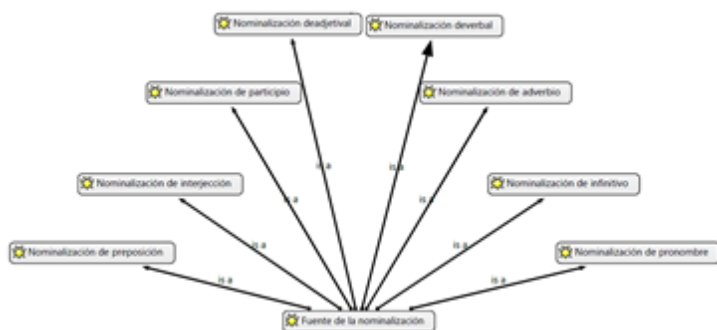 Nominalización deadjetival
Nominalización deverbal
Nominalización de participio
Nominalización de adverbio
is a
is a
Nominalización de interjección
Nominalización de infinitivo
is a
is a
Nominalización de preposición
Nominalización de pronombre
is a
is a
is a
is a
Fuente de la nominalización